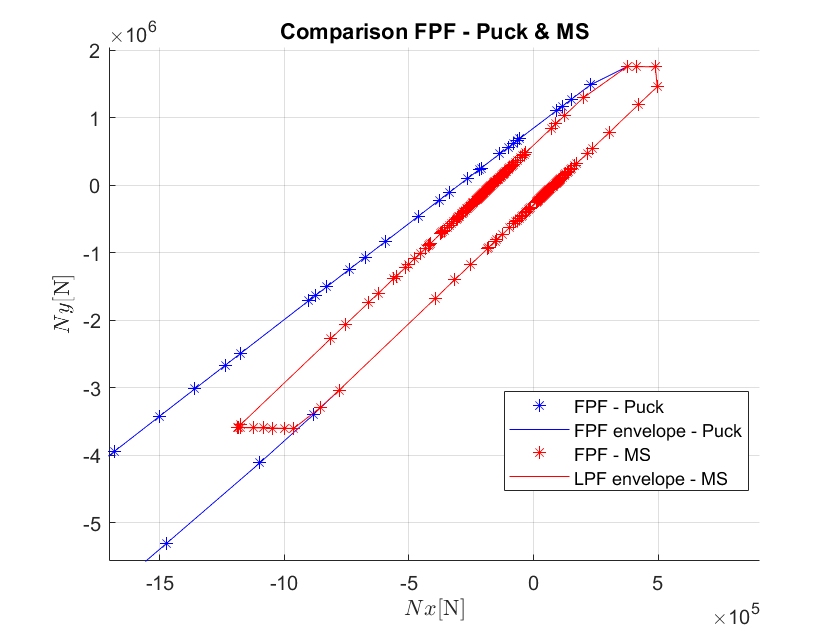 Comparison FPF - Puck & MS
×10^6
2
1
0
-1
-2
-3
-4
-5
Ny[N]
-15
-10
-5
0
5
Nx[N]
×10^5
FPF - Puck
FPF envelope - Puck
FPF - MS
LPF envelope - MS